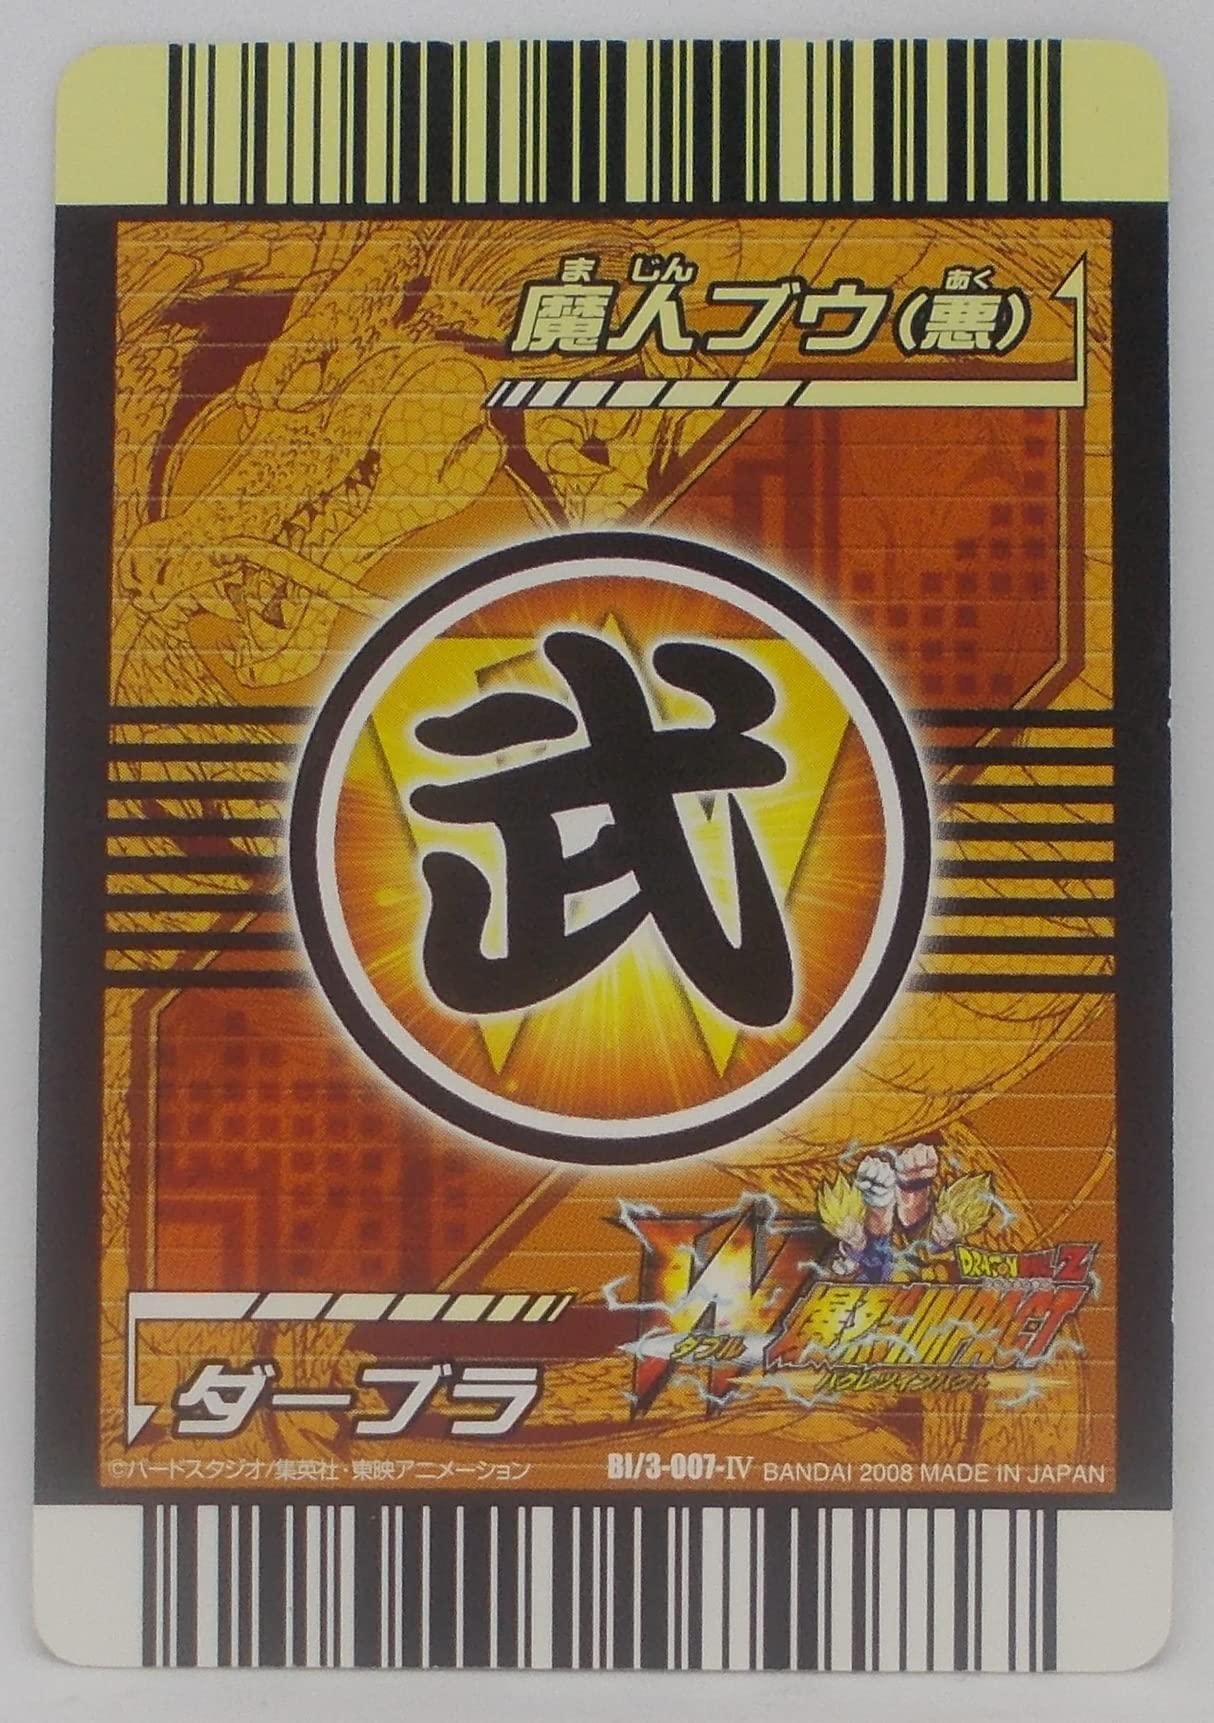 まじん あく
魔人ブウ(悪)
武
DRAGON BALL Z
W 爆烈IMPACT
ダブル
バクレツインパクト
ダーブラ
©バードスタジオ/集英社・東映アニメーション BI/3-007-IV BANDAI 2008 MADE IN JAPAN